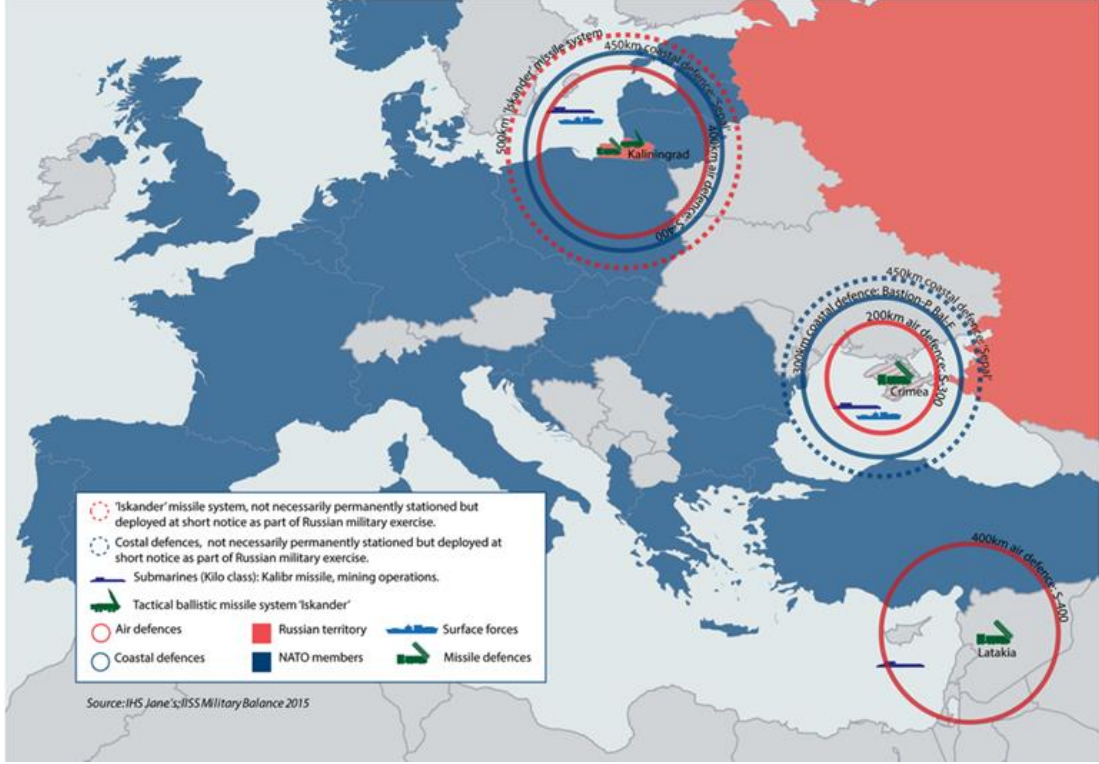 500km 'Iskander' missile system
450km coastal defence: 'Sepal'
400km air defence: S-400
Kaliningrad
450km coastal defence: 'Sepal'
300km coastal defence: Bastion-P, Bal-E
200km air defence: S-300
Crimea
400km air defence: S-400
Latakia
'Iskander' missile system, not necessarily permanently stationed but
deployed at short notice as part of Russian military exercise.
Costal defences, not necessarily permanently stationed but deployed at
short notice as part of Russian military exercise.
Submarines (Kilo class): Kalibr missile, mining operations.
Tactical ballistic missile system 'Iskander'
Air defences
Russian territory
Surface forces
Coastal defences
NATO members
Missile defences
Source: IHS Jane's; IISS Military Balance 2015